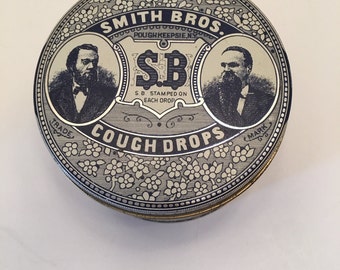 SMITH BROS.
POUGHKEEPSIE, N.Y.
S.B
S.B STAMPED ON
EACH DROP
TRADE
MARK
COUGH DROPS